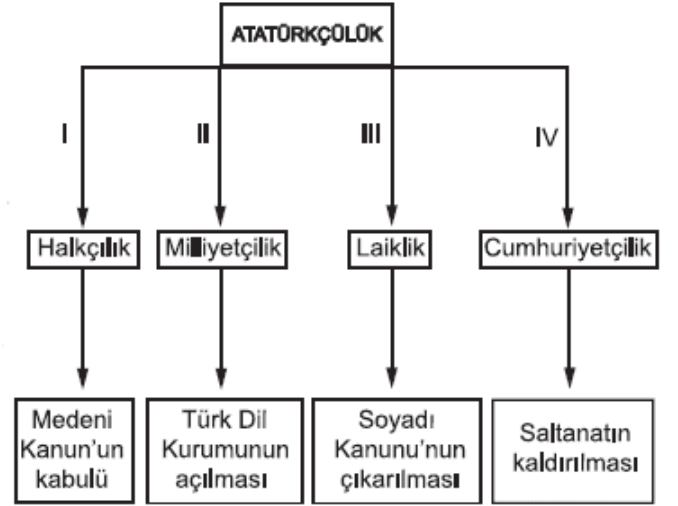 ATATÜRKÇÜLÜK
I
II
III
IV
Halkçılık
Milliyetçilik
Laiklik
Cumhuriyetçilik
Medeni
Kanun'un
kabulü
Türk Dil
Kurumunun
açılması
Soyadı
Kanunu'nun
çıkarılması
Saltanatın
kaldırılması